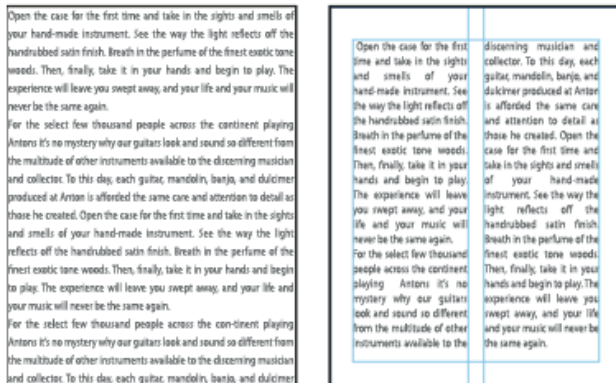 Open the case for the first time and take in the sights and smells of
your hand-made instrument. See the way the light reflects off the
handrubbed satin finish. Breath in the perfume of the finest exotic tone
woods. Then, finally, take it in your hands and begin to play. The
experience will leave you swept away, and your life and your music will
never be the same again.
For the select few thousand people across the continent playing
Antons it's no mystery why our guitars look and sound so different from
the multitude of other instruments available to the discerning musician
and collector. To this day, each guitar, mandolin, banjo, and dulcimer
produced at Anton is afforded the same care and attention to detail as
those he created. Open the case for the first time and take in the sights
and smells of your hand-made instrument. See the way the light
reflects off the handrubbed satin finish. Breath in the perfume of the
finest exotic tone woods. Then, finally, take it in your hands and begin
to play. The experience will leave you swept away, and your life and
your music will never be the same again.
For the select few thousand people across the con-tinent playing
Antons it's no mystery why our guitars look and sound so different from
the multitude of other instruments available to the discerning musician
and collector. To this day, each guitar, mandolin, banjo, and dulcimer
Open the case for the first
time and take in the sights
and smells of your
hand-made instrument. See
the way the light reflects off
the handrubbed satin finish.
Breath in the perfume of the
finest exotic tone woods.
Then, finally, take it in your
hands and begin to play.
The experience will leave
you swept away, and your
life and your music will
never be the same again.
For the select few thousand
people across the continent
playing Antons it's no
mystery why our guitars
look and sound so different
from the multitude of other
instruments available to the
discerning musician and
collector. To this day, each
guitar, mandolin, banjo, and
dulcimer produced at Anton
is afforded the same care
and attention to detail as
those he created. Open the
case for the first time and
take in the sights and smells
of your hand-made
instrument. See the way the
light reflects off the
handrubbed satin finish.
Breath in the perfume of the
finest exotic tone woods.
Then, finally, take it in your
hands and begin to play. The
experience will leave you
swept away, and your life
and your music will never be
the same again.